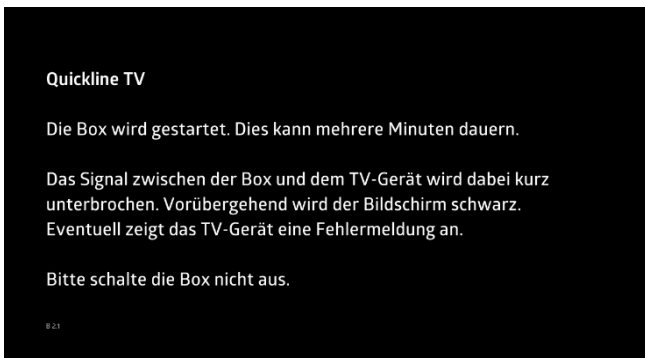 Quickline TV
Die Box wird gestartet. Dies kann mehrere Minuten dauern.
Das Signal zwischen der Box und dem TV-Gerät wird dabei kurz
unterbrochen. Vorübergehend wird der Bildschirm schwarz.
Eventuell zeigt das TV-Gerät eine Fehlermeldung an.
Bitte schalte die Box nicht aus.
B 2.1